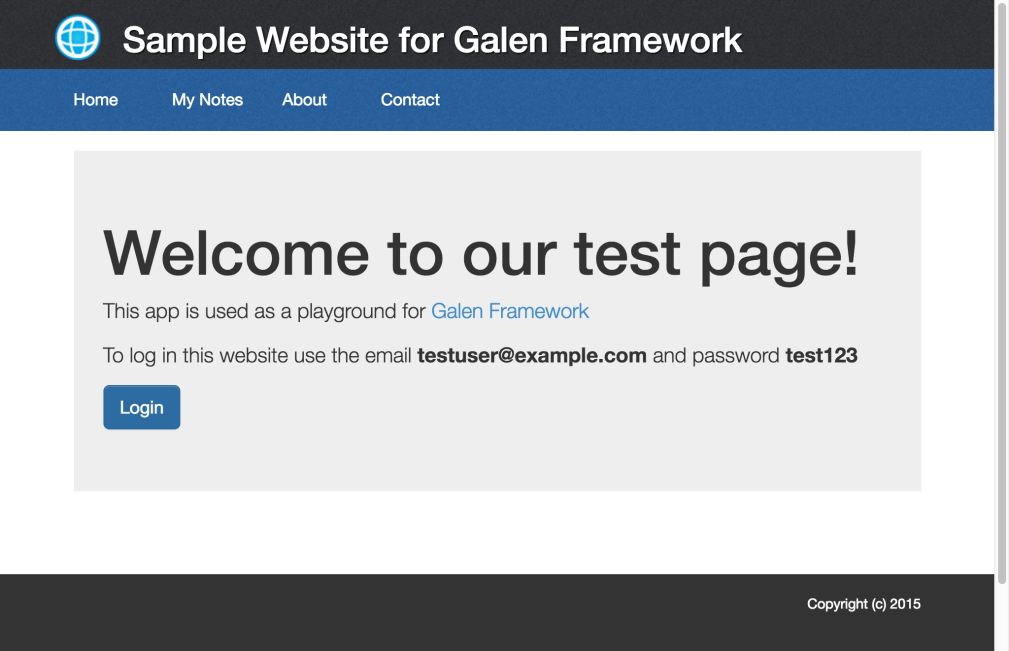 Sample Website for Galen Framework
Home My Notes About Contact
Welcome to our test page!
This app is used as a playground for Galen Framework
To log in this website use the email testuser@example.com and password test123
Login
Copyright (c) 2015